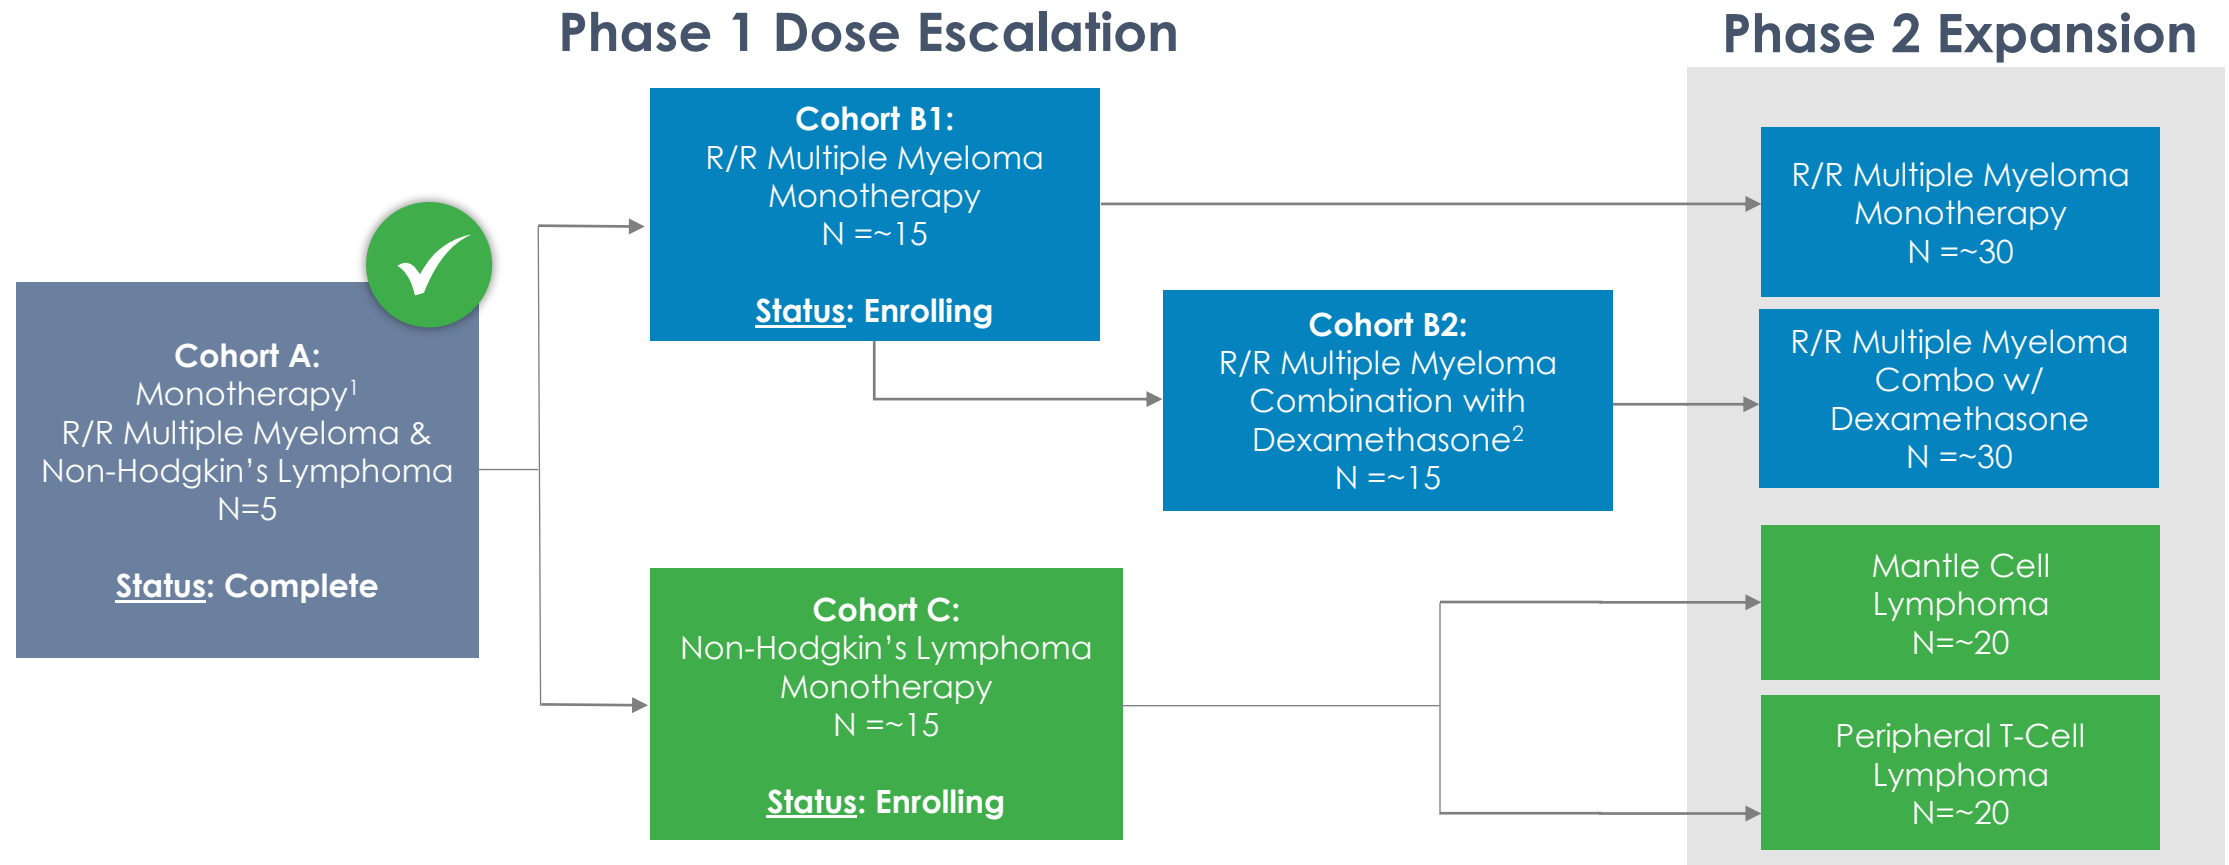 Phase 1 Dose Escalation
Phase 2 Expansion
Cohort A:
Monotherapy¹
R/R Multiple Myeloma &
Non-Hodgkin’s Lymphoma
N=5
Status: Complete
Cohort B1:
R/R Multiple Myeloma
Monotherapy
N =~15
Status: Enrolling
Cohort B2:
R/R Multiple Myeloma
Combination with
Dexamethasone²
N =~15
Cohort C:
Non-Hodgkin’s Lymphoma
Monotherapy
N =~15
Status: Enrolling
R/R Multiple Myeloma
Monotherapy
N =~30
R/R Multiple Myeloma
Combo w/
Dexamethasone
N =~30
Mantle Cell
Lymphoma
N=~20
Peripheral T-Cell
Lymphoma
N=~20